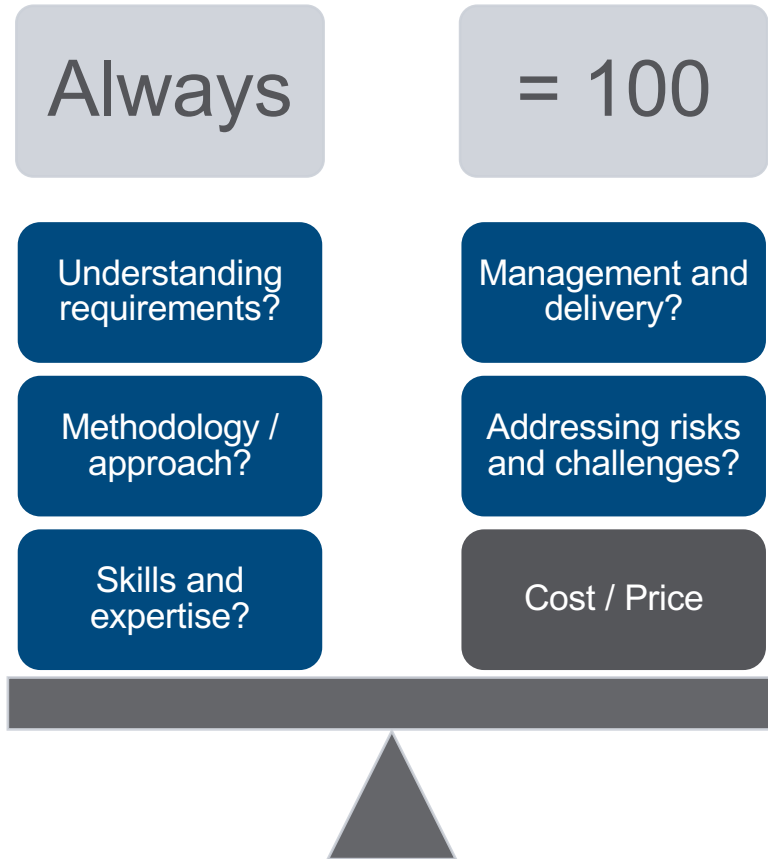 Always
= 100
Understanding
requirements?
Management and
delivery?
Methodology /
approach?
Addressing risks
and challenges?
Skills and
expertise?
Cost / Price